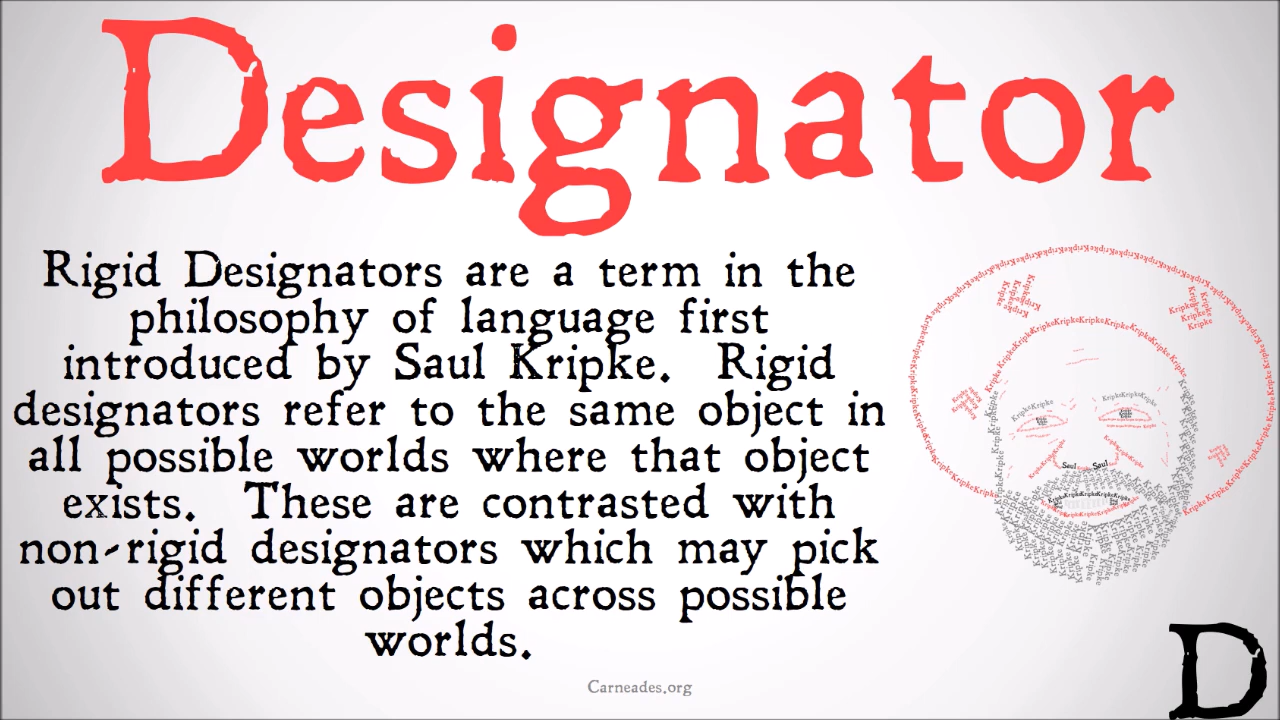 Designator
Rigid Designators are a term in the
philosophy of language first
introduced by Saul Kripke. Rigid
designators refer to the same object in
all possible worlds where that object
exists. These are contrasted with
non-rigid designators which may pick
out different objects across possible
worlds.
Saul Saul
Carneades.org
D